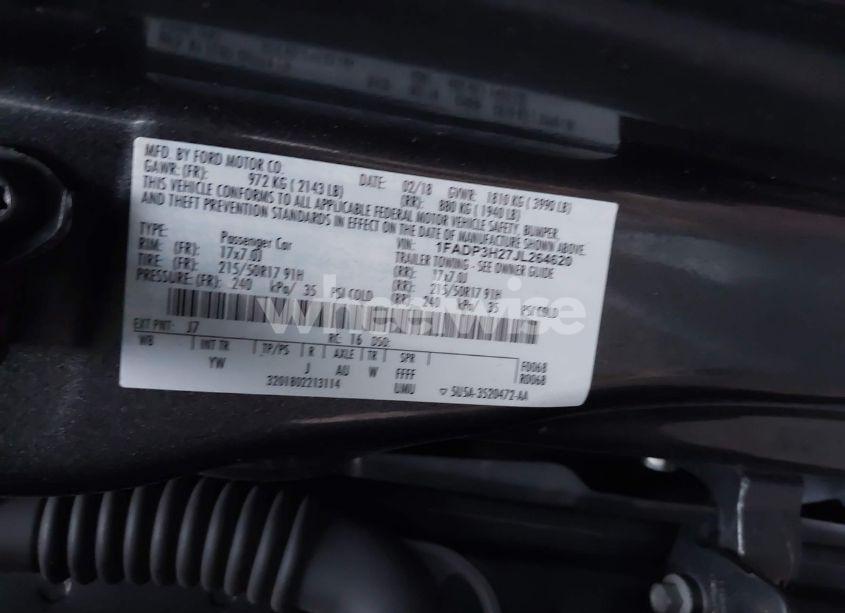 MFD. BY FORD MOTOR CO.
DATE: 02/18 GVWR: 1810 KG ( 3990 LB)
GAWR: (FR): 972 KG ( 2143 LB) (RR): 880 KG ( 1940 LB)
THIS VEHICLE CONFORMS TO ALL APPLICABLE FEDERAL MOTOR VEHICLE SAFETY, BUMPER,
AND THEFT PREVENTION STANDARDS IN EFFECT ON THE DATE OF MANUFACTURE SHOWN ABOVE.
VIN: 1FADP3H27JL264620
TYPE: Passenger Car TRAILER TOWING - SEE OWNER GUIDE
RIM: (FR): 17x7.0J (RR): 17x7.0J
TIRE: (FR): 215/50R17 91H (RR): 215/50R17 91H
PRESSURE: (FR): 240 kPa/ 35 PSI COLD (RR): 240 kPa/ 35 PSI COLD
wheelwise
EXT PNT: J7 RC: 16 DSO:
WB INT TR TP/PS R AXLE TR SPR F0068
YW J AU W FFFF R0068
UMU
3201802213114 5U5A-3520472-AA